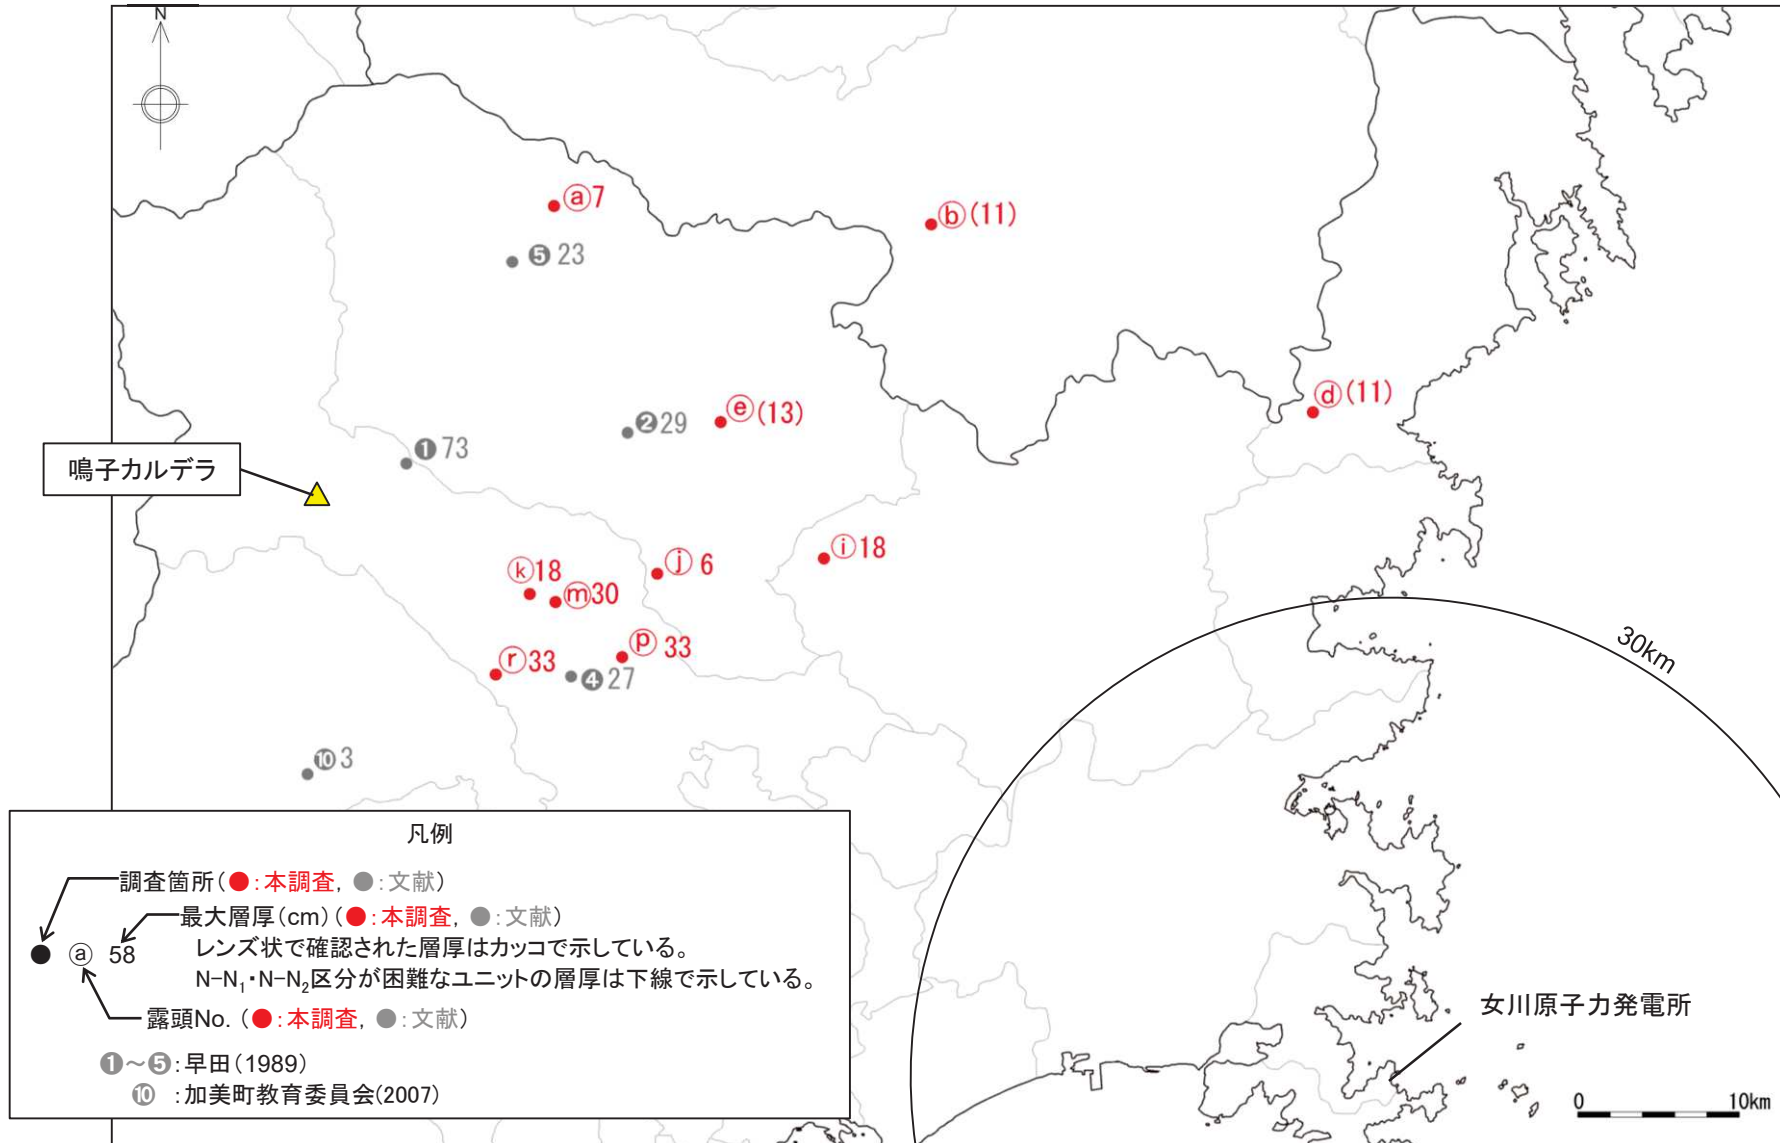 N
ⓐ7
ⓑ(11)
❺ 23
ⓓ(11)
ⓔ(13)
❷29
❶73
鳴子カルデラ
ⓘ18
ⓙ 6
ⓚ18
ⓜ30
ⓟ 33
ⓡ33
❹27
30km
❿ 3
凡例
調査箇所(●:本調査, ●:文献)
最大層厚(cm)(●:本調査, ●:文献)
レンズ状で確認された層厚はカッコで示している。
● ⓐ 58
N-N₁・N-N₂区分が困難なユニットの層厚は下線で示している。
露頭No. (●:本調査, ●:文献)
❶～❺:早田(1989)
❿ :加美町教育委員会(2007)
女川原子力発電所
0 10km